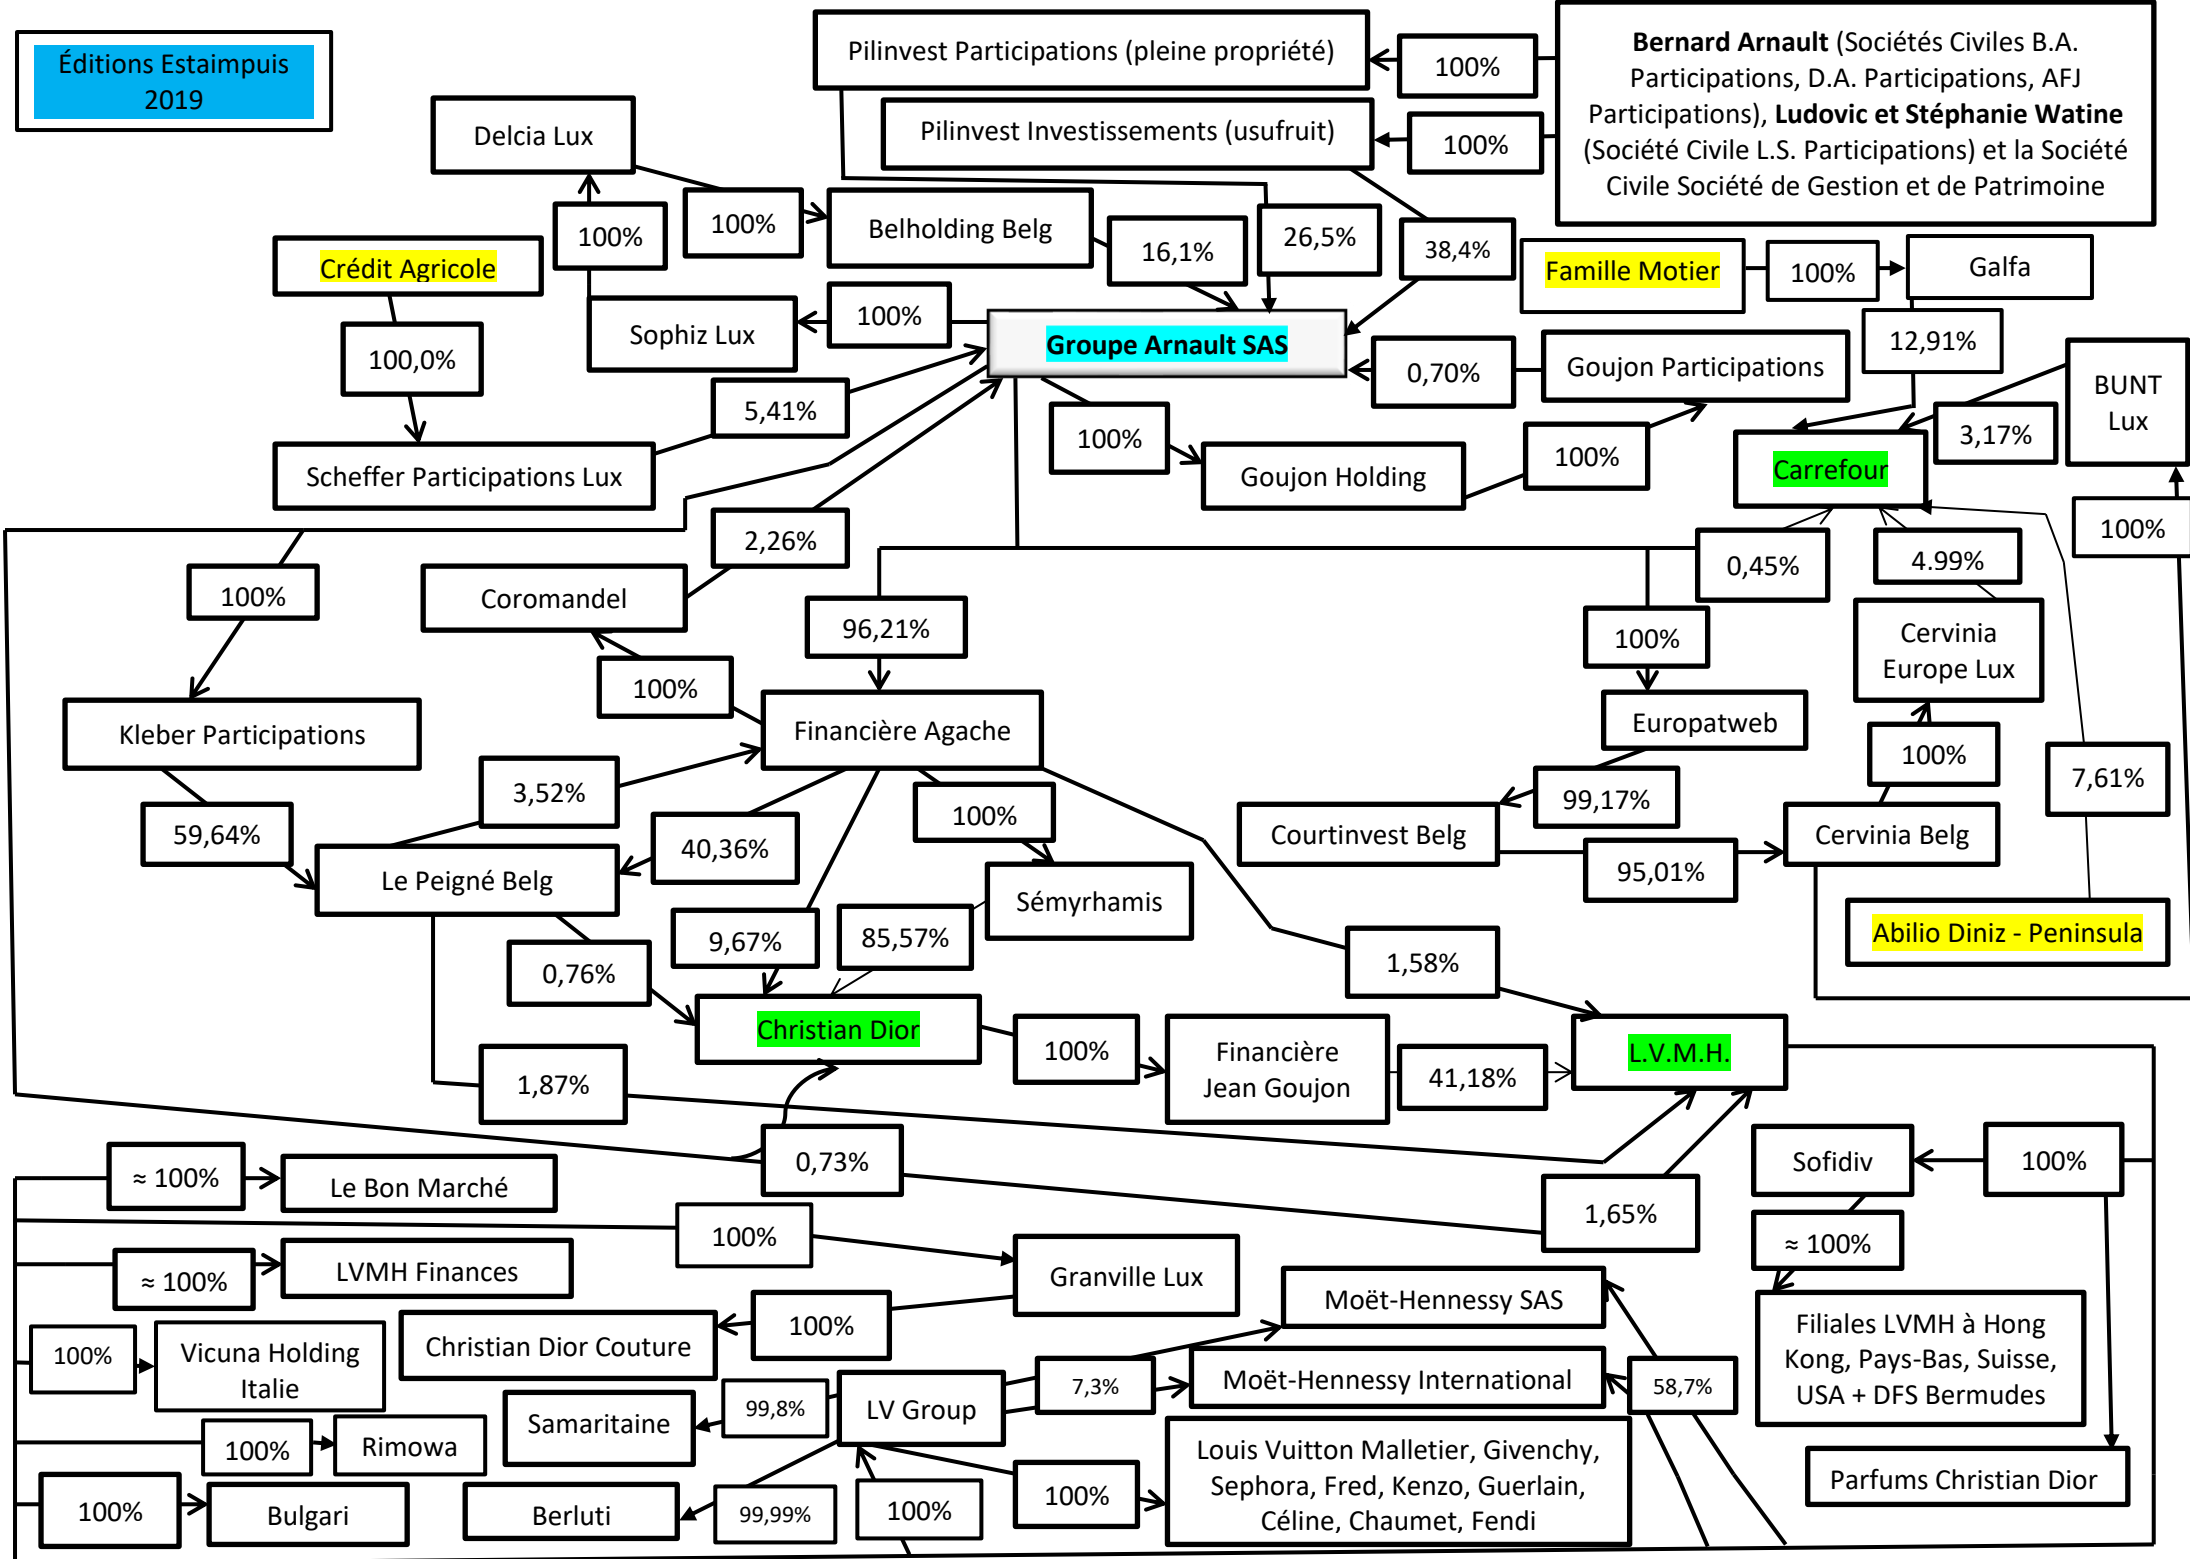 Éditions Estaimpuis
2019
Pilinvest Participations (pleine propriété)
100%
Bernard Arnault (Sociétés Civiles B.A.
Participations, D.A. Participations, AFJ
Participations), Ludovic et Stéphanie Watine
(Société Civile L.S. Participations) et la Société
Civile Société de Gestion et de Patrimoine
Delcia Lux
Pilinvest Investissements (usufruit)
100%
100%
100%
Belholding Belg
16,1%
26,5%
38,4%
Crédit Agricole
Famille Motier
100%
Galfa
100,0%
Sophiz Lux
100%
Groupe Arnault SAS
0,70%
Goujon Participations
12,91%
BUNT
Lux
5,41%
100%
3,17%
Scheffer Participations Lux
Goujon Holding
100%
Carrefour
100%
2,26%
0,45%
4.99%
100%
Coromandel
96,21%
100%
Cervinia
Europe Lux
100%
Kleber Participations
Financière Agache
Europatweb
100%
7,61%
3,52%
99,17%
59,64%
40,36%
100%
Courtinvest Belg
Cervinia Belg
95,01%
Le Peigné Belg
Sémyrhamis
9,67%
85,57%
Abilio Diniz - Peninsula
0,76%
1,58%
Christian Dior
100%
Financière
Jean Goujon
41,18%
L.V.M.H.
1,87%
0,73%
Sofidiv
100%
≈ 100%
Le Bon Marché
1,65%
100%
≈ 100%
≈ 100%
LVMH Finances
Granville Lux
Moët-Hennessy SAS
100%
Christian Dior Couture
100%
Vicuna Holding
Italie
Filiales LVMH à Hong
Kong, Pays-Bas, Suisse,
USA + DFS Bermudes
7,3%
Moët-Hennessy International
58,7%
Samaritaine
99,8%
LV Group
100%
Rimowa
Louis Vuitton Malletier, Givenchy,
Sephora, Fred, Kenzo, Guerlain,
Céline, Chaumet, Fendi
Parfums Christian Dior
100%
Bulgari
Berluti
99,99%
100%
100%